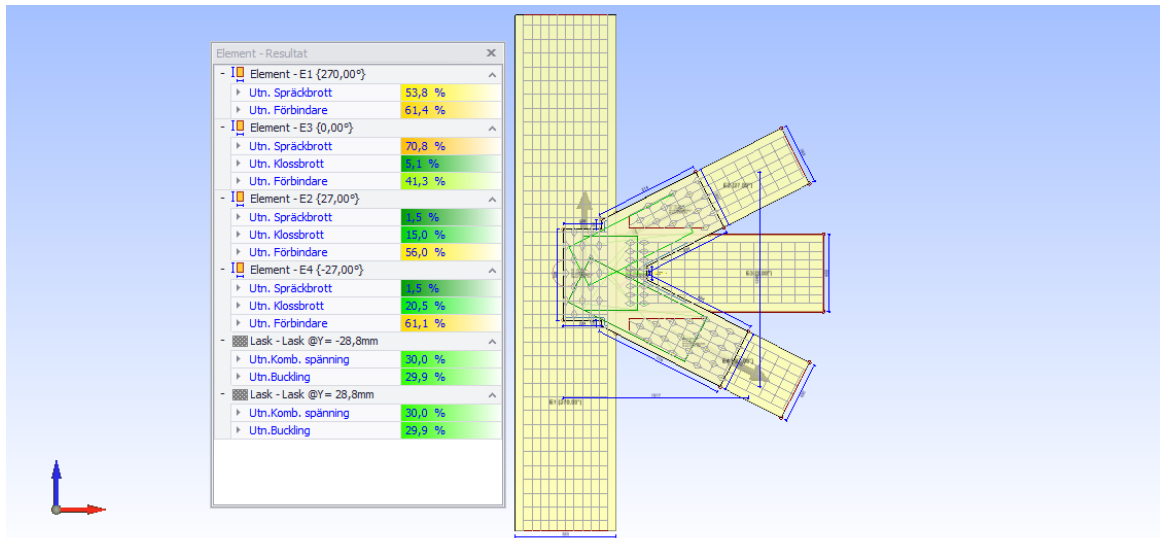 Element - Resultat
Element - E1 {270,00°}
Utn. Spräckbrott 53,8 %
Utn. Förbindare 61,4 %
Element - E3 {0,00°}
Utn. Spräckbrott 70,8 %
Utn. Klossbrott 5,1 %
Utn. Förbindare 41,3 %
Element - E2 {27,00°}
Utn. Spräckbrott 1,5 %
Utn. Klossbrott 15,0 %
Utn. Förbindare 56,0 %
Element - E4 {-27,00°}
Utn. Spräckbrott 1,5 %
Utn. Klossbrott 20,5 %
Utn. Förbindare 61,1 %
Lask - Lask @Y= -28,8mm
Utn.Komb. spänning 30,0 %
Utn.Buckling 29,9 %
Lask - Lask @Y= 28,8mm
Utn.Komb. spänning 30,0 %
Utn.Buckling 29,9 %